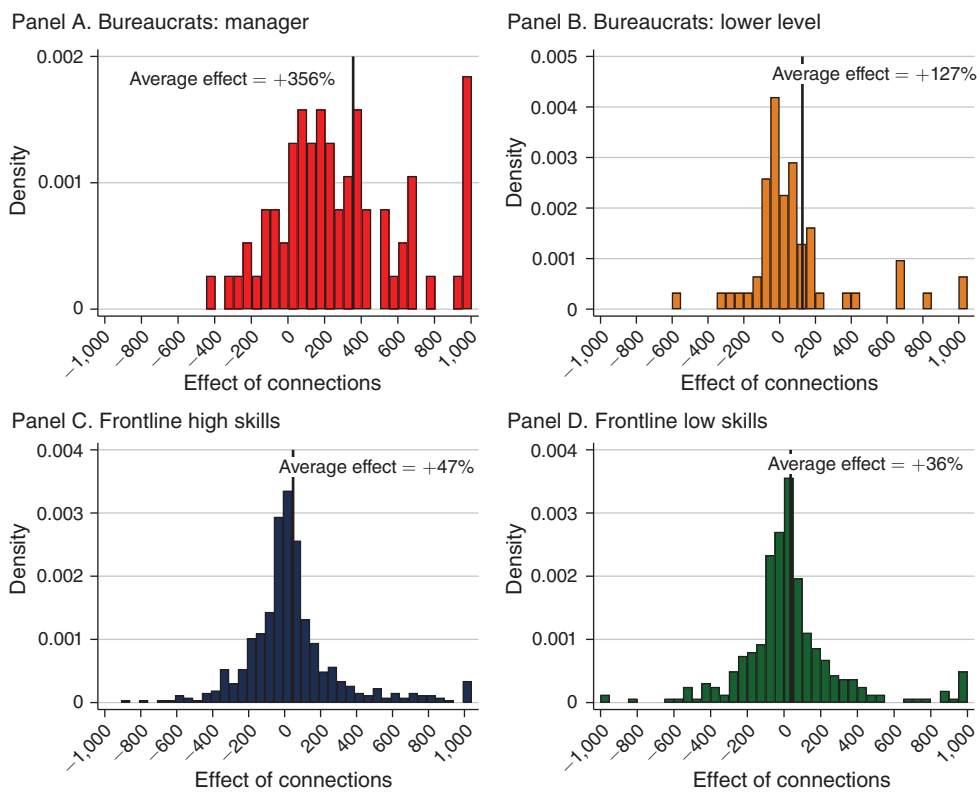 Panel A. Bureaucrats: manager
0.002
0.001
0
Density
Average effect = +356%
−1,000 −800 −600 −400 −200 0 200 400 600 800 1,000
Effect of connections
Panel B. Bureaucrats: lower level
0.005
0.004
0.003
0.002
0.001
0
Density
Average effect = +127%
−1,000 −800 −600 −400 −200 0 200 400 600 800 1,000
Effect of connections
Panel C. Frontline high skills
0.004
0.003
0.002
0.001
0
Density
Average effect = +47%
−1,000 −800 −600 −400 −200 0 200 400 600 800 1,000
Effect of connections
Panel D. Frontline low skills
0.004
0.003
0.002
0.001
0
Density
Average effect = +36%
−1,000 −800 −600 −400 −200 0 200 400 600 800 1,000
Effect of connections